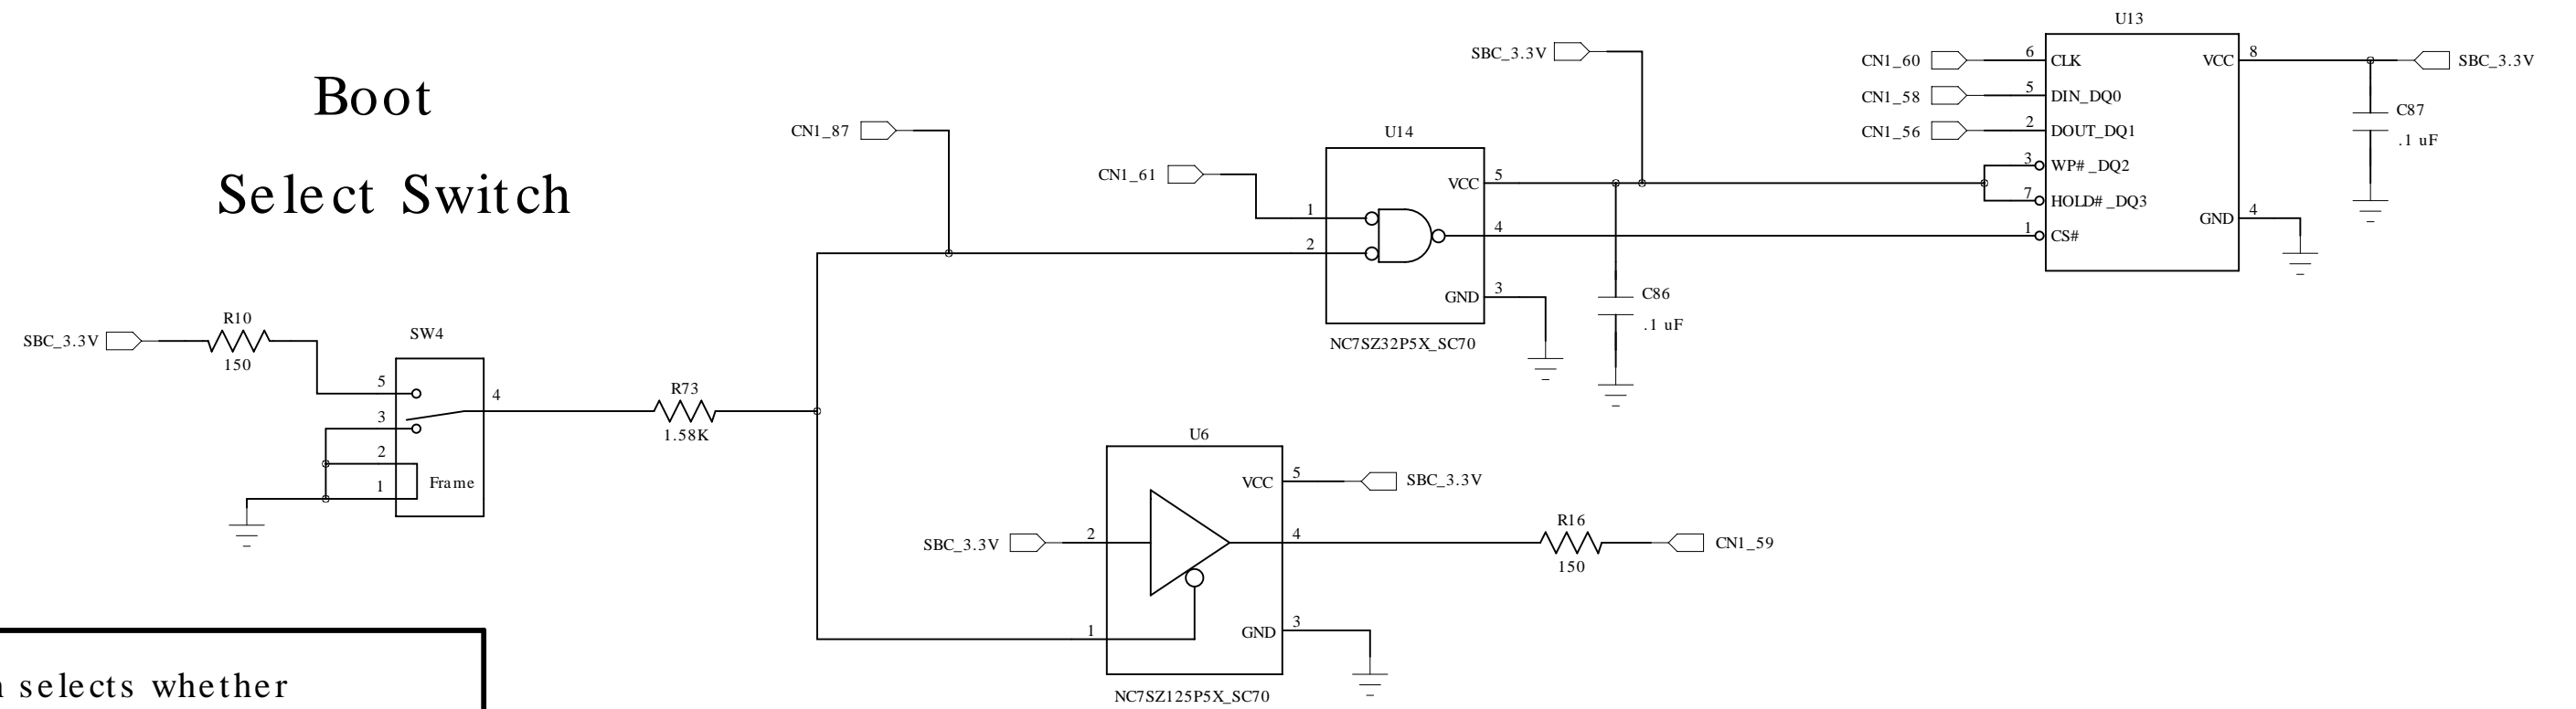 Boot
Select Switch
SBC_3.3V
R10
150
SW4
5
3
2
1
4
Frame
R73
1.58K
CN1_87
CN1_61
U14
1
2
VCC
5
4
GND
3
NC7SZ32P5X_SC70
SBC_3.3V
C86
.1 uF
U13
CN1_60
6
CLK
CN1_58
5
DIN_DQ0
CN1_56
2
DOUT_DQ1
3
WP#_DQ2
7
HOLD#_DQ3
1
CS#
VCC
8
SBC_3.3V
C87
.1 uF
GND
4
U6
VCC
5
SBC_3.3V
SBC_3.3V
2
4
R16
150
CN1_59
1
GND
3
NC7SZ125P5X_SC70
selects whether